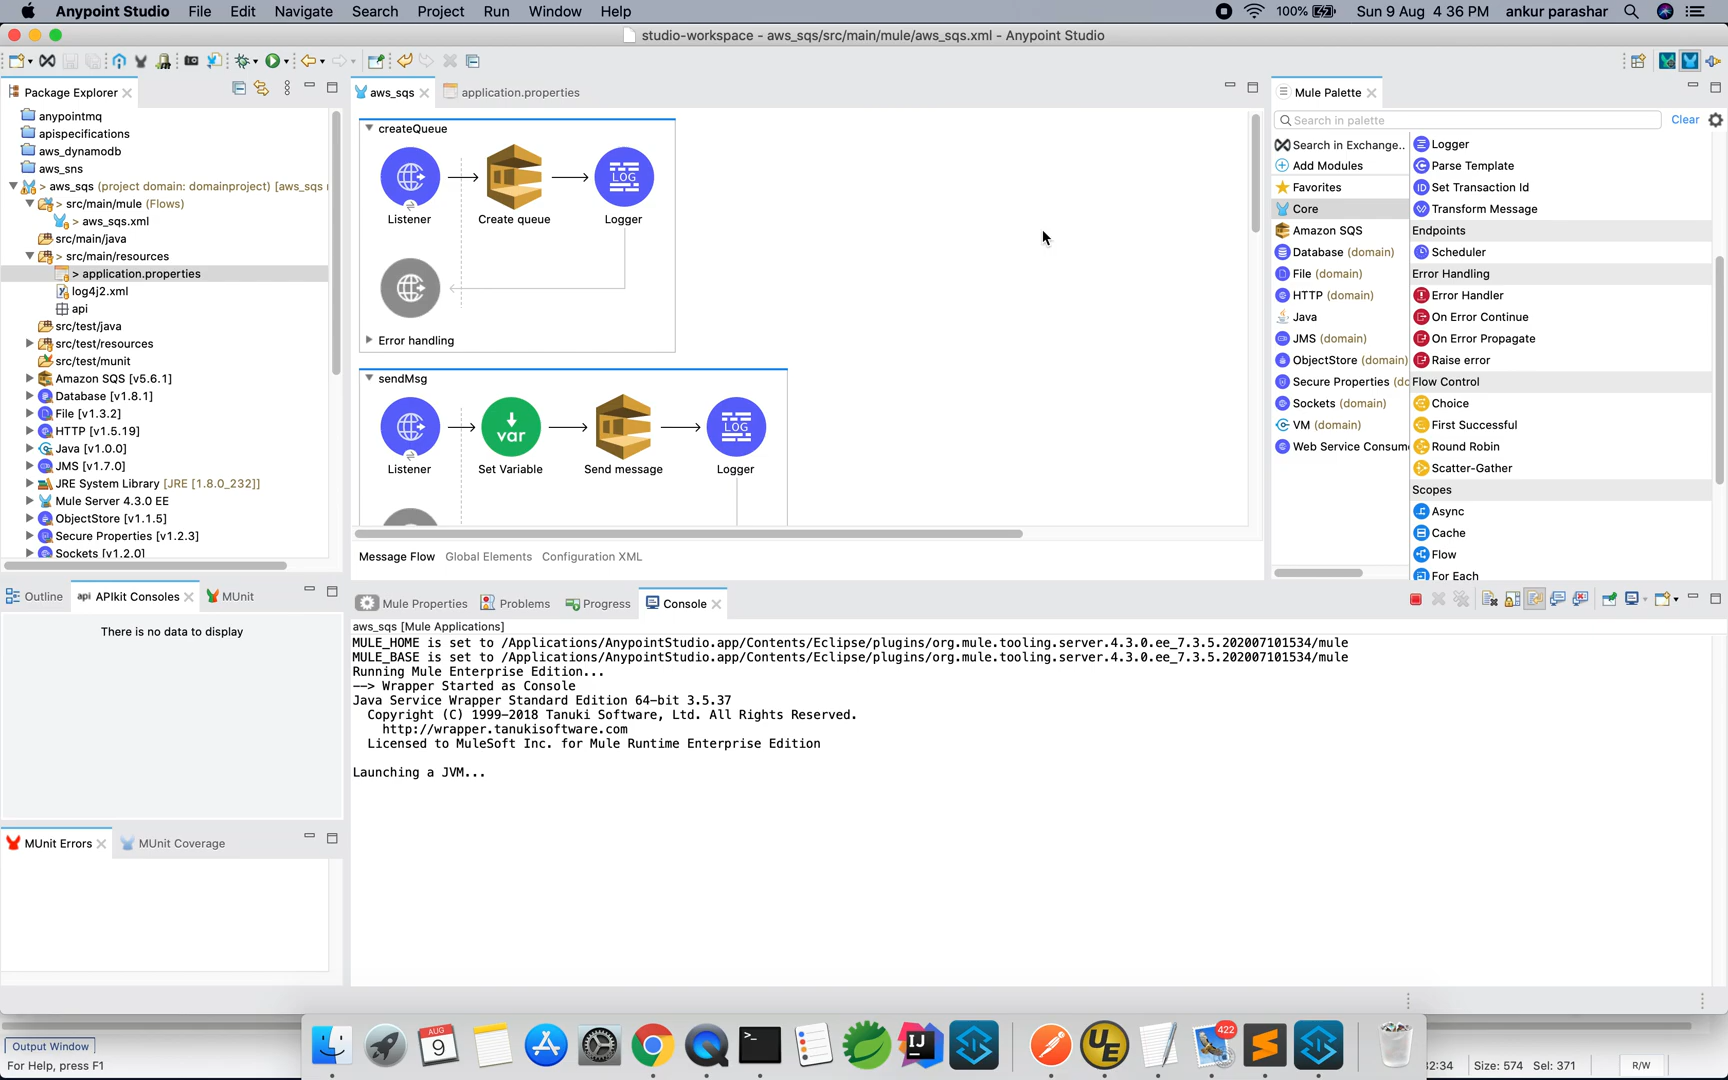 Anypoint Studio File Edit Navigate Search Project Run Window Help
100% Sun 9 Aug 4 36 PM ankur parashar
studio-workspace - aws_sqs/src/main/mule/aws_sqs.xml - Anypoint Studio
Package Explorer
anypointmq
apispecifications
aws_dynamodb
aws_sns
> aws_sqs (project domain: domainproject) [aws_sqs
> src/main/mule (Flows)
> aws_sqs.xml
src/main/java
> src/main/resources
> application.properties
log4j2.xml
api
src/test/java
src/test/resources
src/test/munit
Amazon SQS [v5.6.1]
Database [v1.8.1]
File [v1.3.2]
HTTP [v1.5.19]
Java [v1.0.0]
JMS [v1.7.0]
JRE System Library [JRE [1.8.0_232]]
Mule Server 4.3.0 EE
ObjectStore [v1.1.5]
Secure Properties [v1.2.3]
Sockets [v1.2.0]
aws_sqs
application.properties
createQueue
LOG
Listener
Create queue
Logger
Error handling
sendMsg
var
LOG
Listener
Set Variable
Send message
Logger
Message Flow Global Elements Configuration XML
Mule Palette
Search in palette
Clear
Search in Exchange..
Add Modules
Favorites
Core
Amazon SQS
Database (domain)
File (domain)
HTTP (domain)
Java
JMS (domain)
ObjectStore (domain)
Secure Properties (do
Sockets (domain)
VM (domain)
Web Service Consum
Logger
Parse Template
ID Set Transaction Id
Transform Message
Endpoints
Scheduler
Error Handling
Error Handler
On Error Continue
On Error Propagate
Raise error
Flow Control
Choice
First Successful
Round Robin
Scatter-Gather
Scopes
Async
Cache
Flow
For Each
Outline
api APIkit Consoles
MUnit
There is no data to display
MUnit Errors
MUnit Coverage
Mule Properties
Problems
Progress
Console
aws_sqs [Mule Applications]
MULE_HOME is set to /Applications/AnypointStudio.app/Contents/Eclipse/plugins/org.mule.tooling.server.4.3.0.ee_7.3.5.202007101534/mule
MULE_BASE is set to /Applications/AnypointStudio.app/Contents/Eclipse/plugins/org.mule.tooling.server.4.3.0.ee_7.3.5.202007101534/mule
Running Mule Enterprise Edition...
--> Wrapper Started as Console
Java Service Wrapper Standard Edition 64-bit 3.5.37
Copyright (C) 1999-2018 Tanuki Software, Ltd. All Rights Reserved.
http://wrapper.tanukisoftware.com
Licensed to MuleSoft Inc. for Mule Runtime Enterprise Edition
Launching a JVM...
AUG
9
IJ
UE
422
Output Window
For Help, press F1
2:34 Size: 574 Sel: 371 R/W